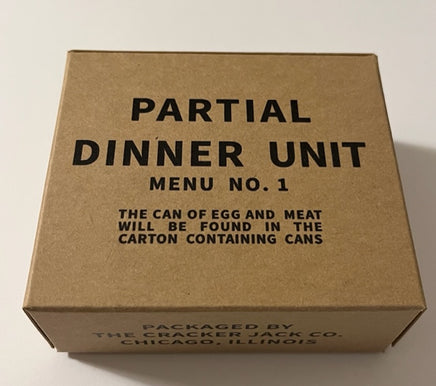 PARTIAL
DINNER UNIT
MENU NO. 1
THE CAN OF EGG AND MEAT
WILL BE FOUND IN THE
CARTON CONTAINING CANS
PACKAGED BY
THE CRACKER JACK CO.
CHICAGO, ILLINOIS